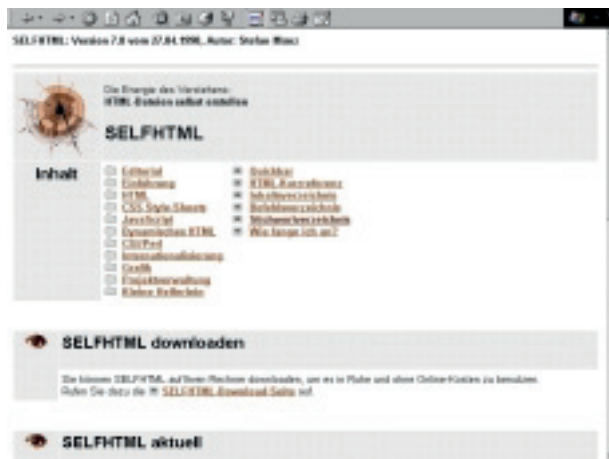 SELFHTML: Version 7.0 vom 27.04.1998, Autor: Stefan Münz
Die Energie des Verstehens:
HTML-Dateien selbst erstellen
SELFHTML
Inhalt
Editorial
Einführung
HTML
CSS Style-Sheets
JavaScript
Dynamisches HTML
CGI/Perl
Internationalisierung
Grafik
Projektverwaltung
Kleine Helferlein
Quickbar
HTML-Kurzreferenz
Inhaltsverzeichnis
Befehlsverzeichnis
Stichwortverzeichnis
Wie fange ich an?
SELFHTML downloaden
Sie können SELFHTML auf Ihren Rechner downloaden, um es in Ruhe und ohne Online-Kosten zu benutzen.
Rufen Sie dazu die SELFHTML-Download-Seite auf.
SELFHTML aktuell